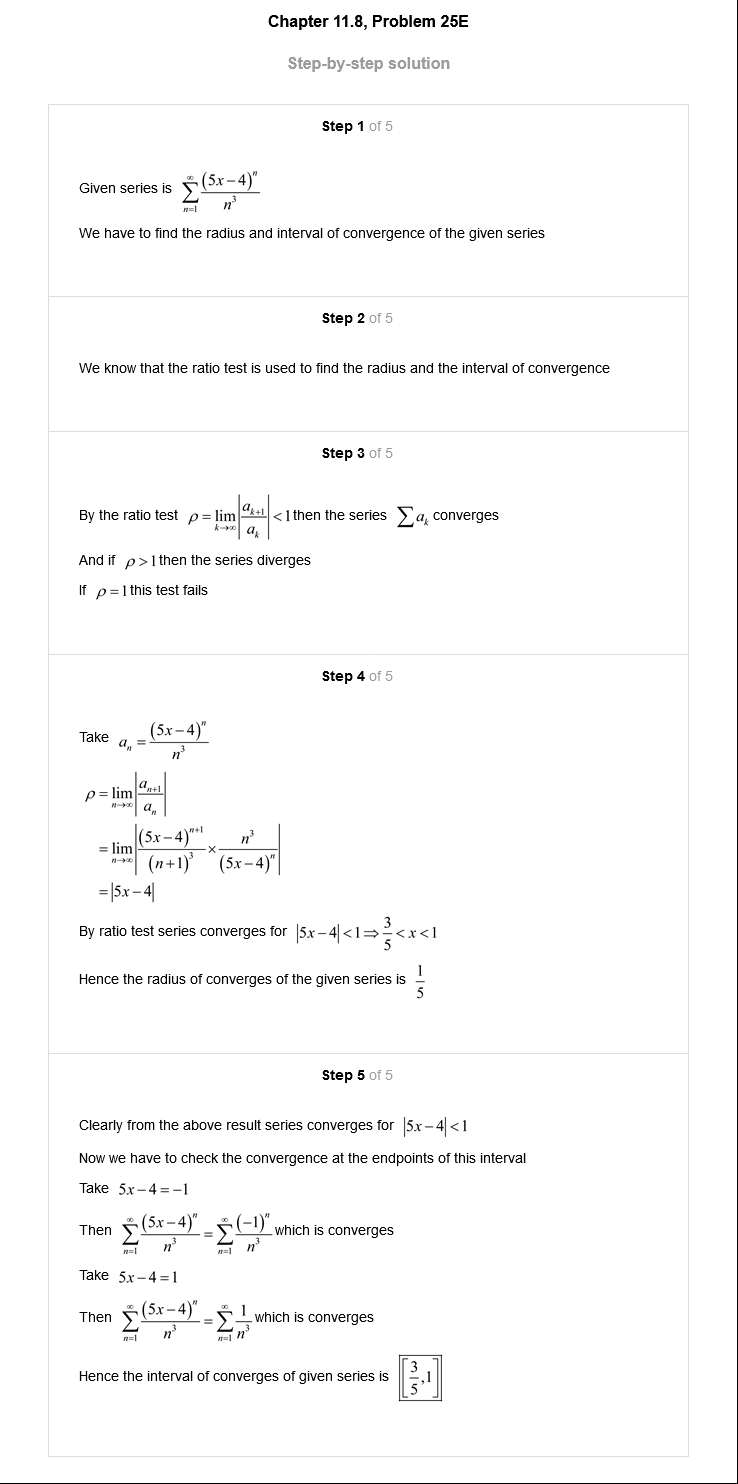 Chapter 11.8, Problem 25E
Step-by-step solution
Step 1 of 5
Given series is $\sum_{n=1}^{\infty} \frac{(5x-4)^n}{n^3}$
We have to find the radius and interval of convergence of the given series
Step 2 of 5
We know that the ratio test is used to find the radius and the interval of convergence
Step 3 of 5
By the ratio test $\rho = \lim_{k\to\infty} \left|\frac{a_{k+1}}{a_k}\right| < 1$ then the series $\sum a_k$ converges
And if $\rho > 1$ then the series diverges
If $\rho = 1$ this test fails
Step 4 of 5
Take $a_n = \frac{(5x-4)^n}{n^3}$
$\rho = \lim_{n\to\infty} \left|\frac{a_{n+1}}{a_n}\right|$
$= \lim_{n\to\infty} \left|\frac{(5x-4)^{n+1}}{(n+1)^3} \times \frac{n^3}{(5x-4)^n}\right|$
$= |5x-4|$
By ratio test series converges for $|5x-4| < 1 \Rightarrow \frac{3}{5} < x < 1$
Hence the radius of converges of the given series is $\frac{1}{5}$
Step 5 of 5
Clearly from the above result series converges for $|5x-4| < 1$
Now we have to check the convergence at the endpoints of this interval
Take $5x-4 = -1$
Then $\sum_{n=1}^{\infty} \frac{(5x-4)^n}{n^3} = \sum_{n=1}^{\infty} \frac{(-1)^n}{n^3}$ which is converges
Take $5x-4 = 1$
Then $\sum_{n=1}^{\infty} \frac{(5x-4)^n}{n^3} = \sum_{n=1}^{\infty} \frac{1}{n^3}$ which is converges
Hence the interval of converges of given series is $\left[\frac{3}{5}, 1\right]$